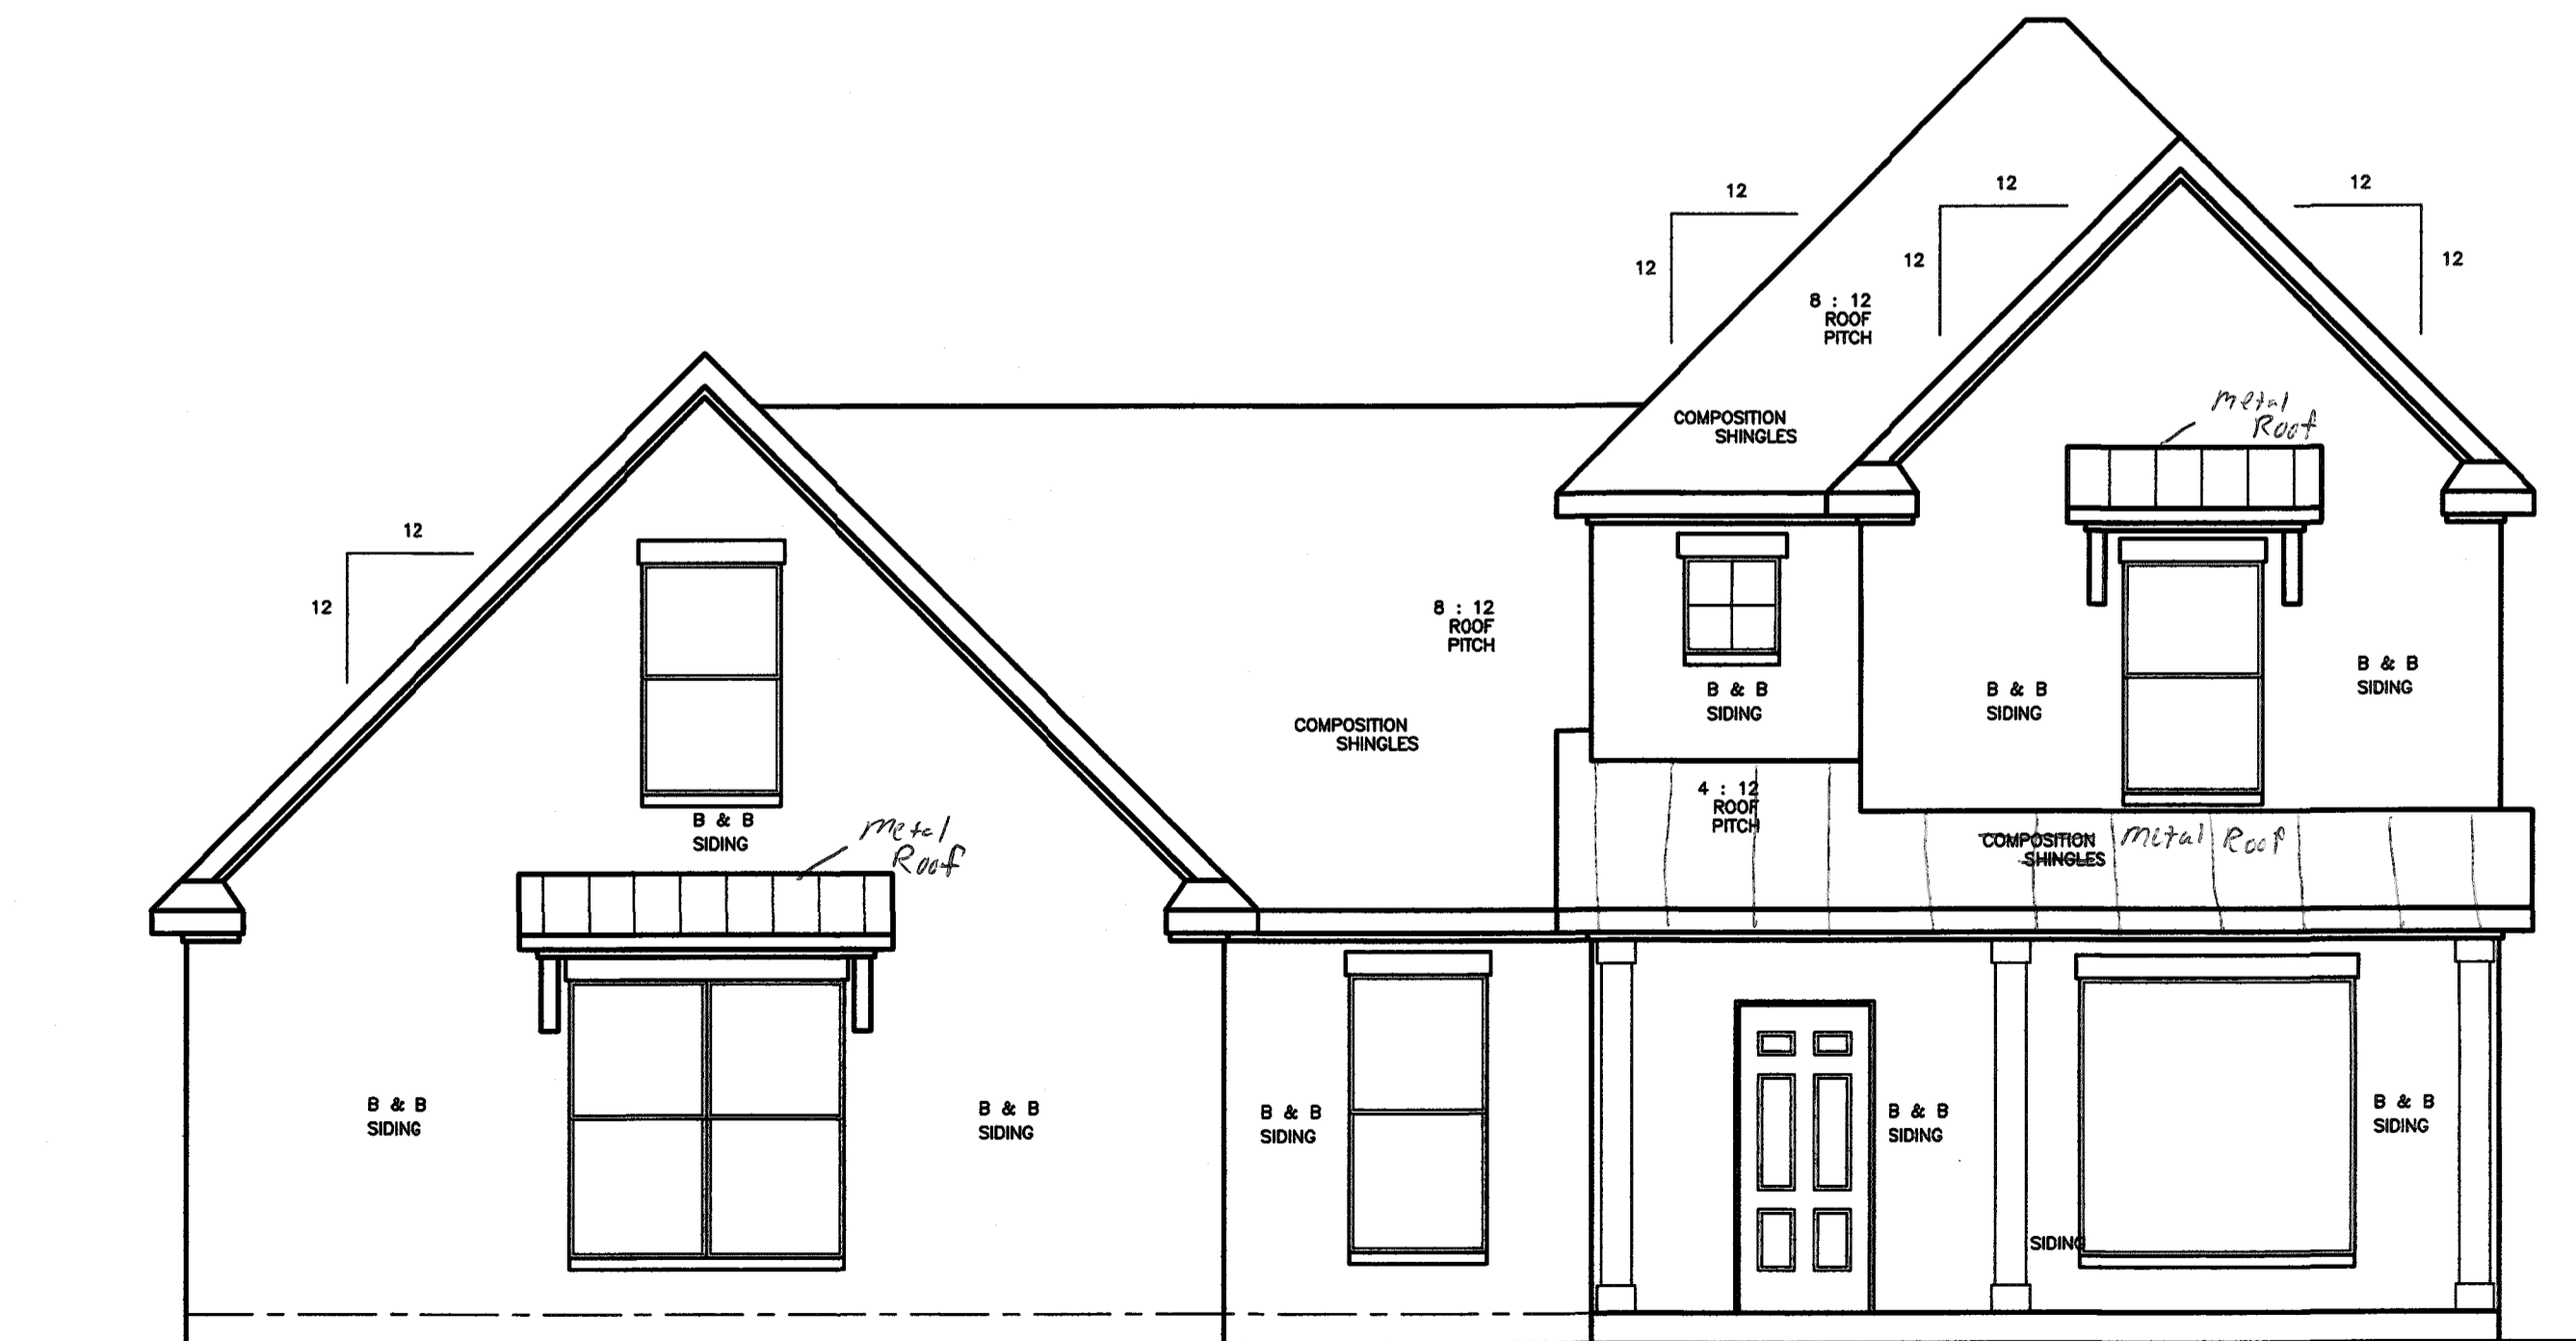 12
12
12
12
12
12
8 : 12
ROOF
PITCH
COMPOSITION
SHINGLES
Metal
Roof
12
12
8 : 12
ROOF
PITCH
B & B
SIDING
B & B
SIDING
B & B
SIDING
COMPOSITION
SHINGLES
4 : 12
ROOF
PITCH
B & B
SIDING
Metal
Roof
COMPOSITION
SHINGLES
Metal Roof
B & B
SIDING
B & B
SIDING
B & B
SIDING
B & B
SIDING
B & B
SIDING
SIDING